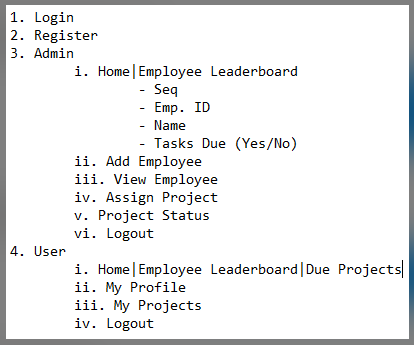 1. Login
2. Register
3. Admin
i. Home|Employee Leaderboard
- Seq
- Emp. ID
- Name
- Tasks Due (Yes/No)
ii. Add Employee
iii. View Employee
iv. Assign Project
v. Project Status
vi. Logout
4. User
i. Home|Employee Leaderboard|Due Projects
ii. My Profile
iii. My Projects
iv. Logout